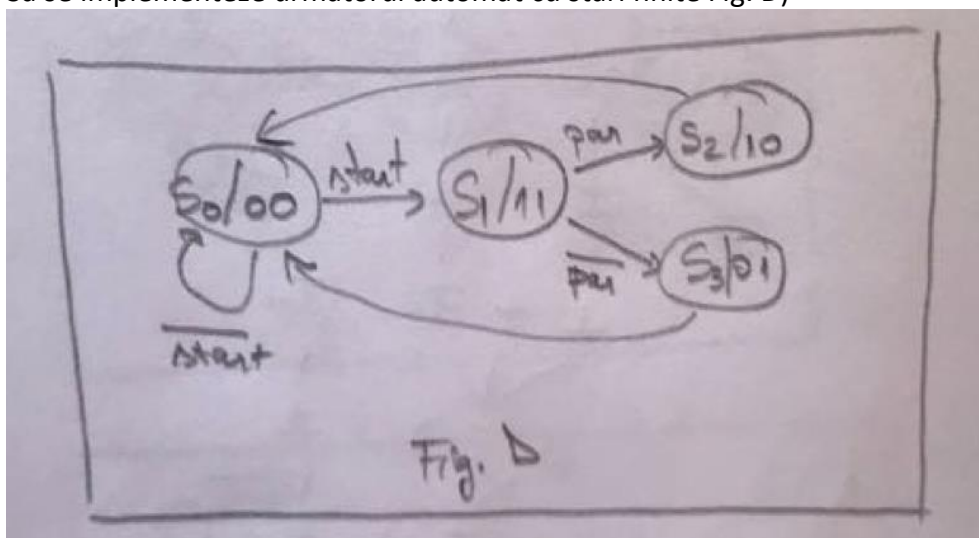 Să se implementeze următorul automat cu stări finite Fig. D)
S0/00
start
S1/11
par
S2/10
par
S3/01
start
Fig. D